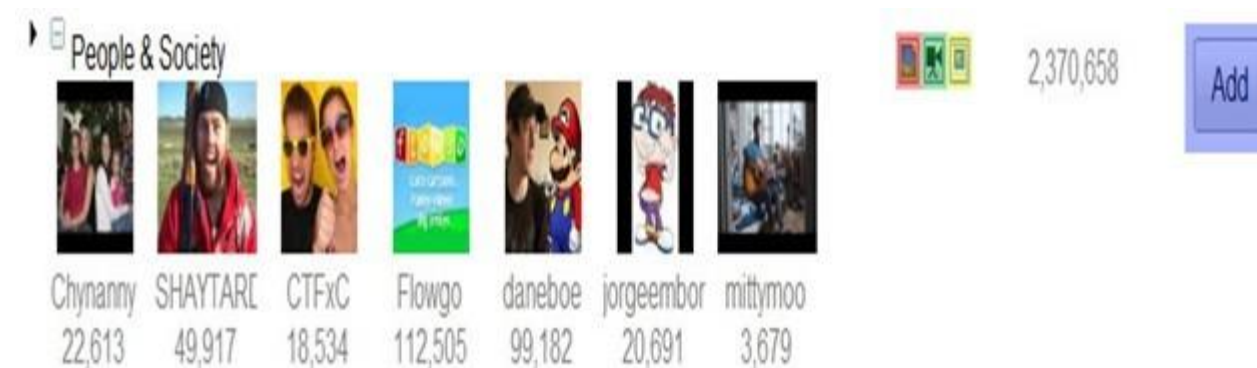 People & Society
2,370,658
Add
Chynanny SHAYTARD CTFxC Flowgo daneboe jorgeembor mittymoo
22,613 49,917 18,534 112,505 99,182 20,691 3,679